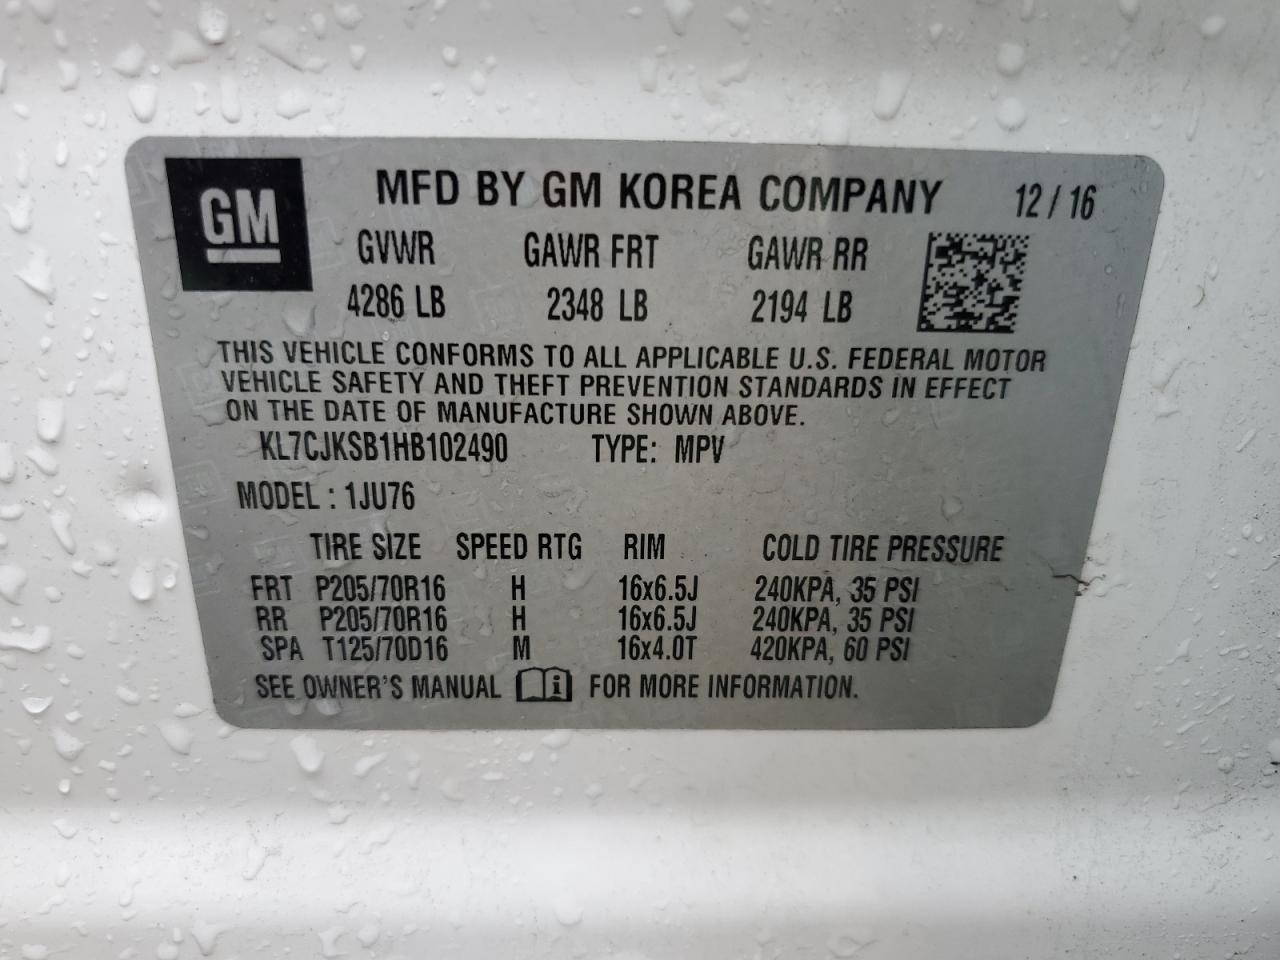 GM
MFD BY GM KOREA COMPANY 12 / 16
GVWR GAWR FRT GAWR RR
4286 LB 2348 LB 2194 LB
THIS VEHICLE CONFORMS TO ALL APPLICABLE U.S. FEDERAL MOTOR
VEHICLE SAFETY AND THEFT PREVENTION STANDARDS IN EFFECT
ON THE DATE OF MANUFACTURE SHOWN ABOVE.
KL7CJKSB1HB102490 TYPE: MPV
MODEL : 1JU76
TIRE SIZE SPEED RTG RIM COLD TIRE PRESSURE
FRT P205/70R16 H 16x6.5J 240KPA, 35 PSI
RR P205/70R16 H 16x6.5J 240KPA, 35 PSI
SPA T125/70D16 M 16x4.0T 420KPA, 60 PSI
SEE OWNER'S MANUAL i FOR MORE INFORMATION.